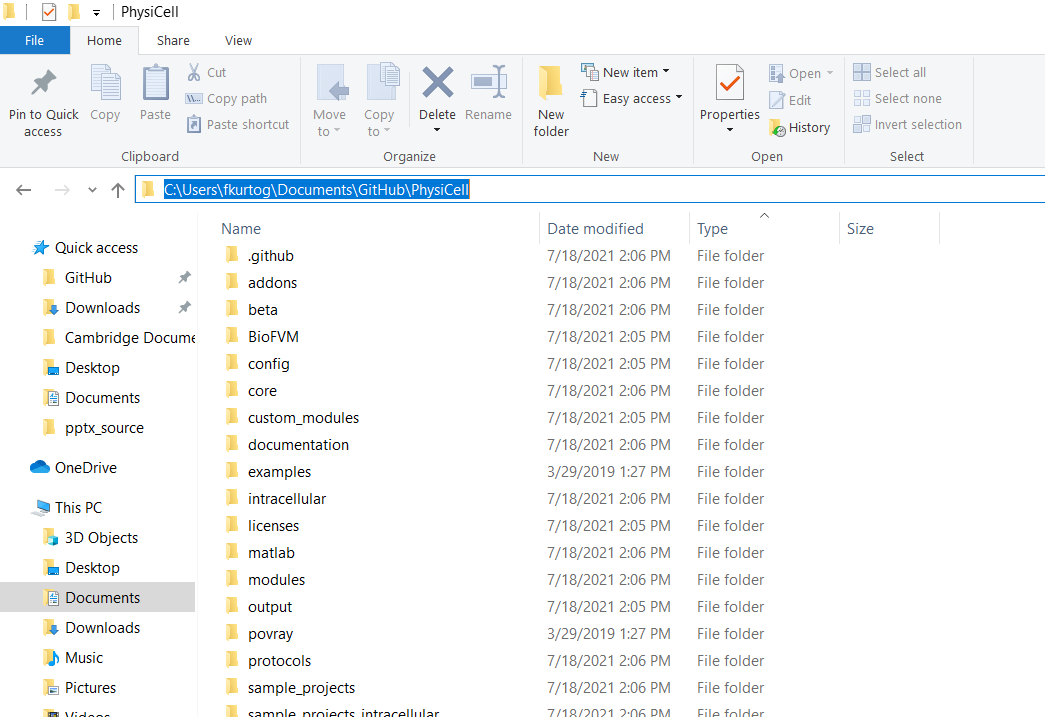 PhysiCell
File Home Share View
Pin to Quick access
Copy
Paste
Cut
Copy path
Paste shortcut
Clipboard
Move to
Copy to
Delete
Rename
Organize
New folder
New item
Easy access
New
Properties
Open
Edit
History
Open
Select all
Select none
Invert selection
Select
C:\Users\fkurtog\Documents\GitHub\PhysiCell
Quick access
GitHub
Downloads
Cambridge Docume
Desktop
Documents
pptx_source
OneDrive
This PC
3D Objects
Desktop
Documents
Downloads
Music
Pictures
Videos
Name Date modified Type Size
.github 7/18/2021 2:06 PM File folder
addons 7/18/2021 2:06 PM File folder
beta 7/18/2021 2:06 PM File folder
BioFVM 7/18/2021 2:05 PM File folder
config 7/18/2021 2:05 PM File folder
core 7/18/2021 2:06 PM File folder
custom_modules 7/18/2021 2:05 PM File folder
documentation 7/18/2021 2:06 PM File folder
examples 3/29/2019 1:27 PM File folder
intracellular 7/18/2021 2:06 PM File folder
licenses 7/18/2021 2:05 PM File folder
matlab 7/18/2021 2:06 PM File folder
modules 7/18/2021 2:06 PM File folder
output 7/18/2021 2:05 PM File folder
povray 3/29/2019 1:27 PM File folder
protocols 7/18/2021 2:06 PM File folder
sample_projects 7/18/2021 2:06 PM File folder
sample_projects_intracellular 7/18/2021 2:06 PM File folder